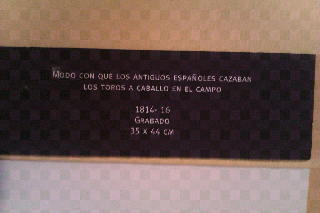 Modo con que los antiguos españoles cazaban
los toros a caballo en el campo
1814-16
Grabado
35 x 44 cm